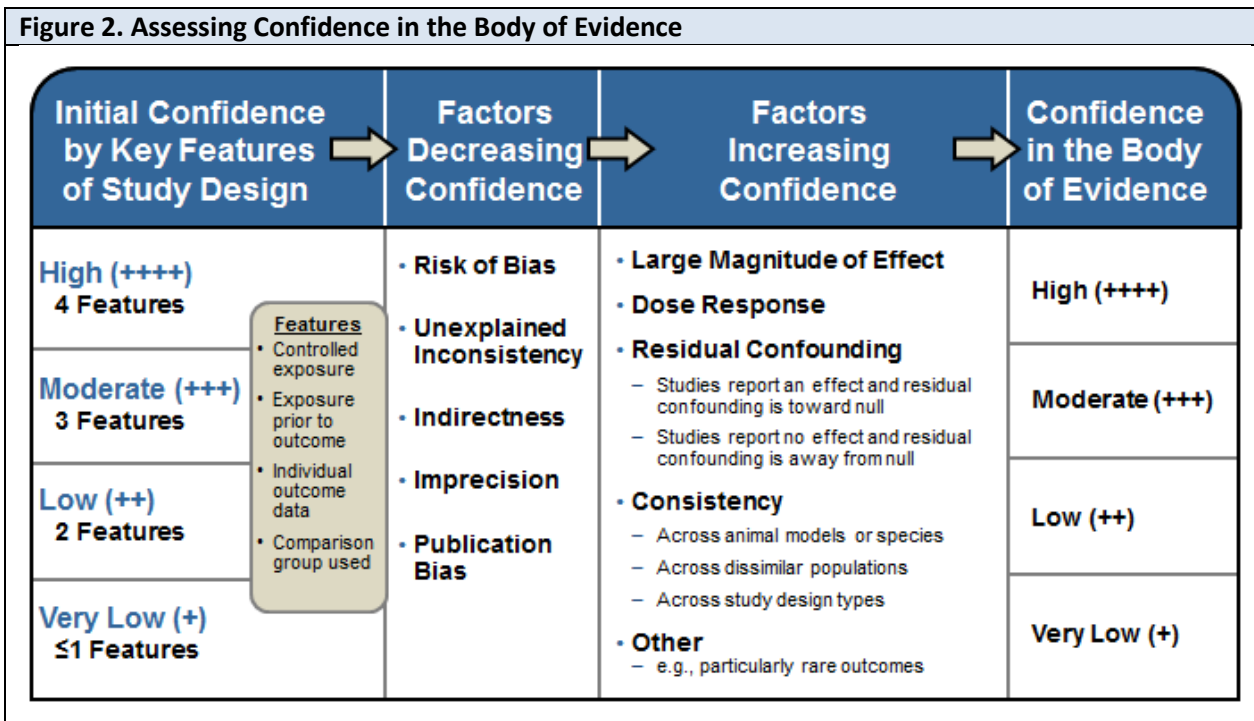 Figure 2. Assessing Confidence in the Body of Evidence
Initial Confidence
by Key Features
of Study Design
Factors
Decreasing
Confidence
Factors
Increasing
Confidence
Confidence
in the Body
of Evidence
High (++++)
4 Features
Moderate (+++)
3 Features
Low (++)
2 Features
Very Low (+)
≤1 Features
Features
• Controlled
exposure
• Exposure
prior to
outcome
• Individual
outcome
data
• Comparison
group used
• Risk of Bias
• Unexplained
Inconsistency
• Indirectness
• Imprecision
• Publication
Bias
• Large Magnitude of Effect
• Dose Response
• Residual Confounding
– Studies report an effect and residual
confounding is toward null
– Studies report no effect and residual
confounding is away from null
• Consistency
– Across animal models or species
– Across dissimilar populations
– Across study design types
• Other
– e.g., particularly rare outcomes
High (++++)
Moderate (+++)
Low (++)
Very Low (+)